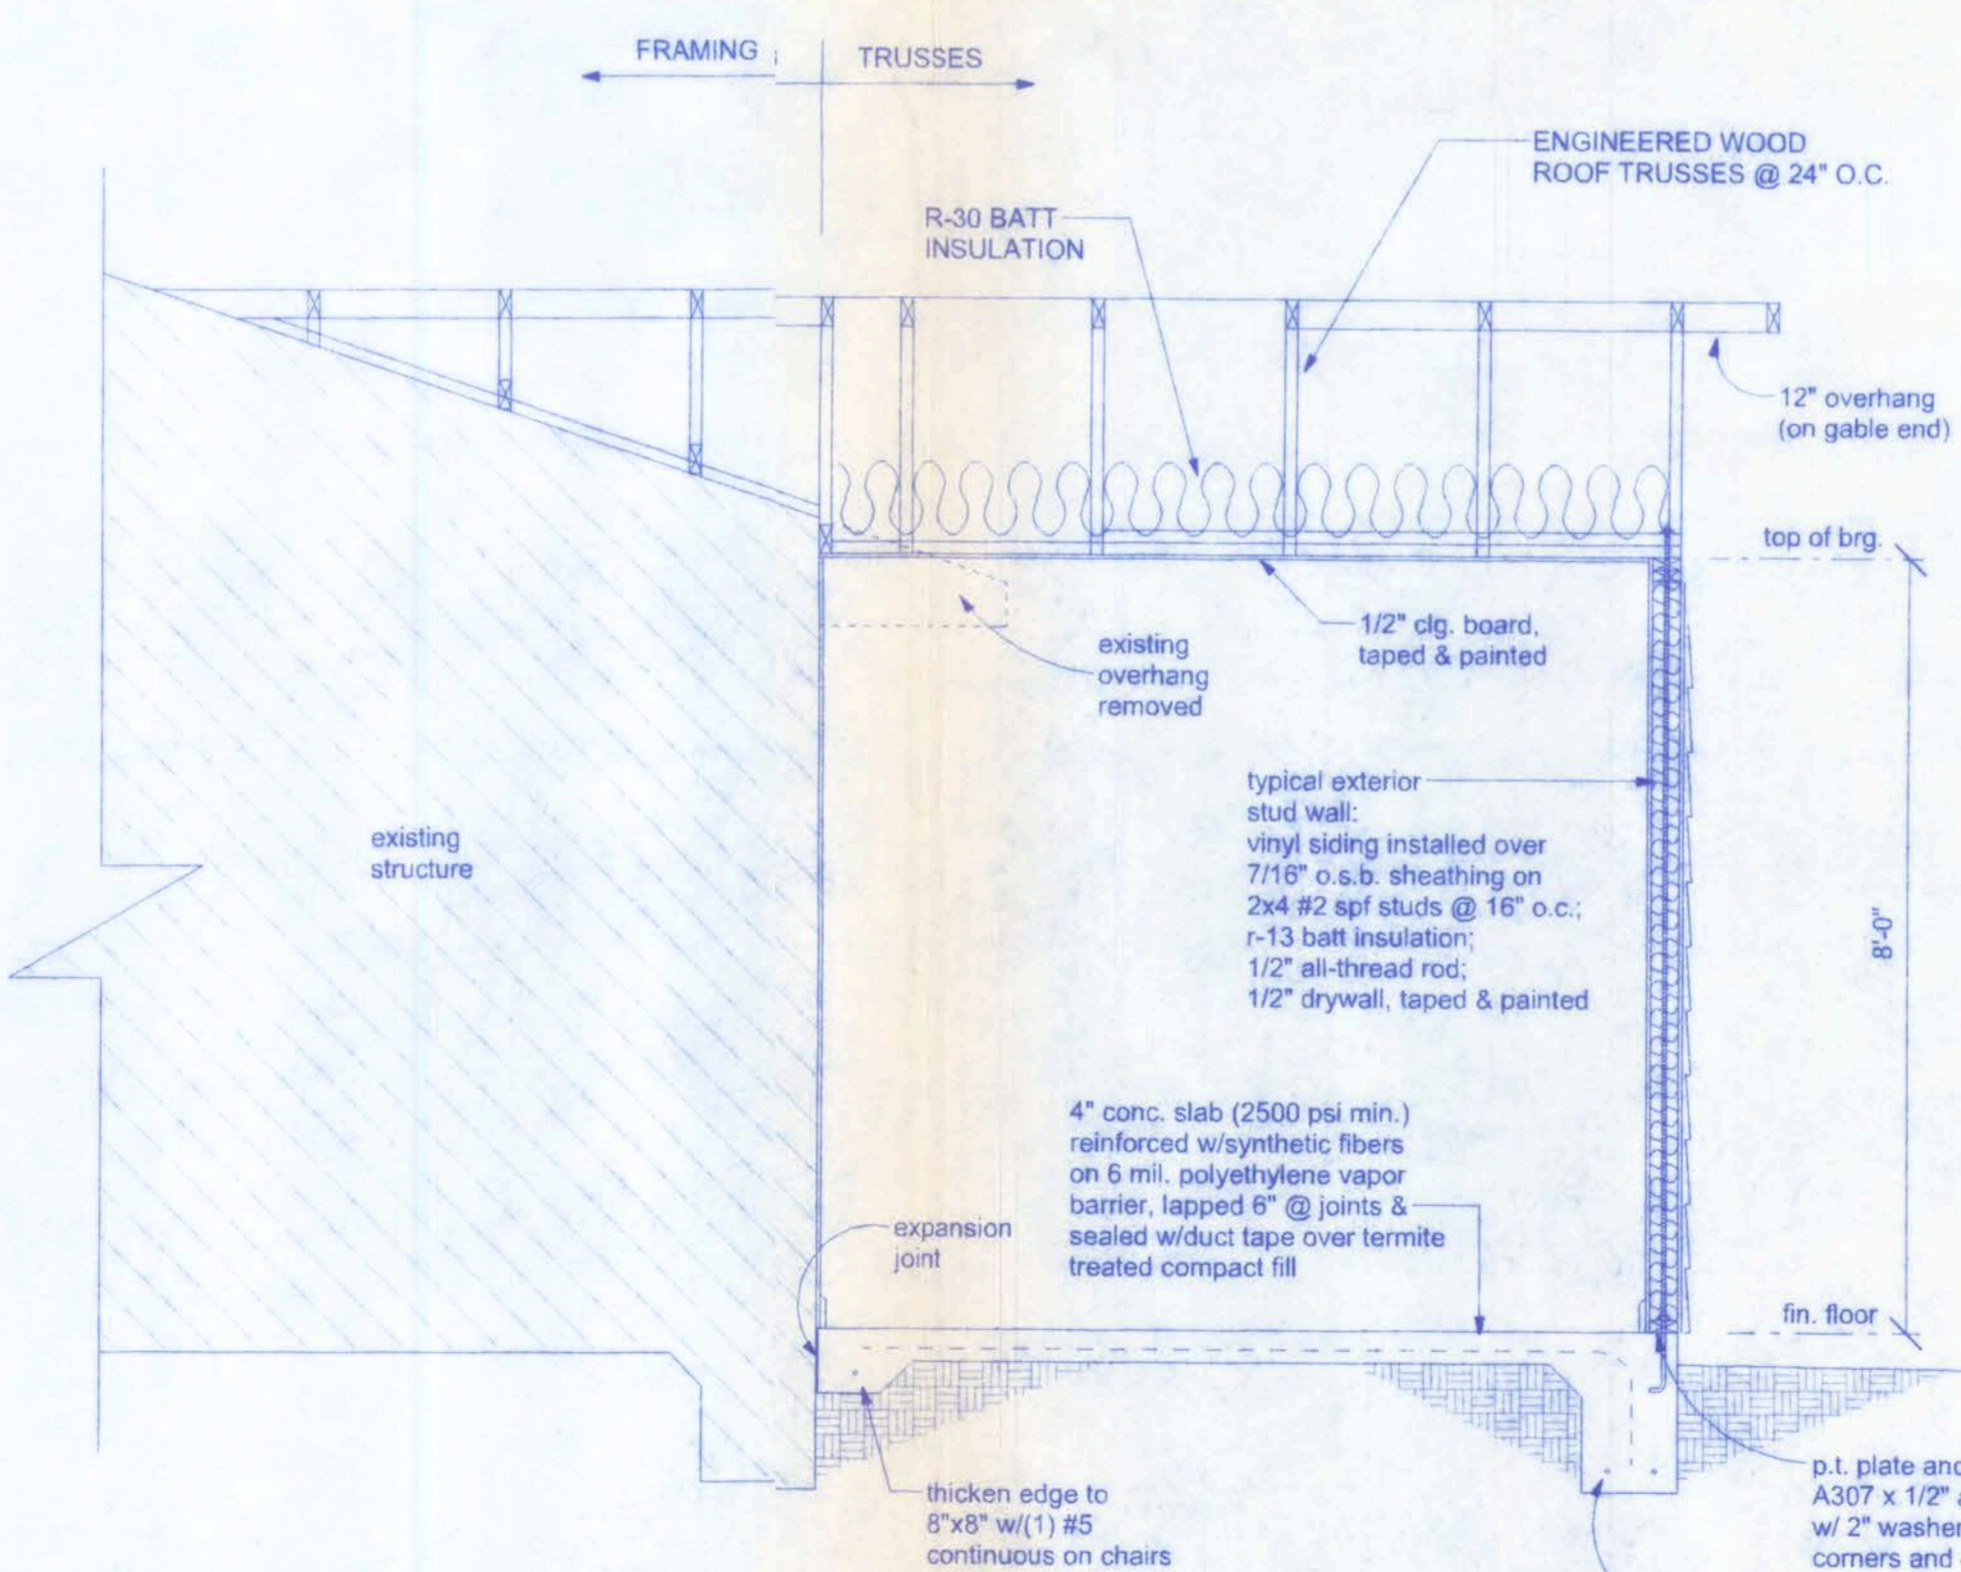 FRAMING
TRUSSES
ENGINEERED WOOD
ROOF TRUSSES @ 24" O.C.
R-30 BATT
INSULATION
12" overhang
(on gable end)
top of brg.
1/2" clg. board,
taped & painted
existing
overhang
removed
typical exterior
stud wall:
vinyl siding installed over
7/16" o.s.b. sheathing on
2x4 #2 spf studs @ 16" o.c.;
r-13 batt insulation;
1/2" all-thread rod;
1/2" drywall, taped & painted
existing
structure
8'-0"
4" conc. slab (2500 psi min.)
reinforced w/synthetic fibers
on 6 mil. polyethylene vapor
barrier, lapped 6" @ joints &
sealed w/duct tape over termite
treated compact fill
expansion
joint
fin. floor
thicken edge to
8"x8" w/(1) #5
continuous on chairs
p.t. plate
A307 x 1/2"
w/ 2"
corners and